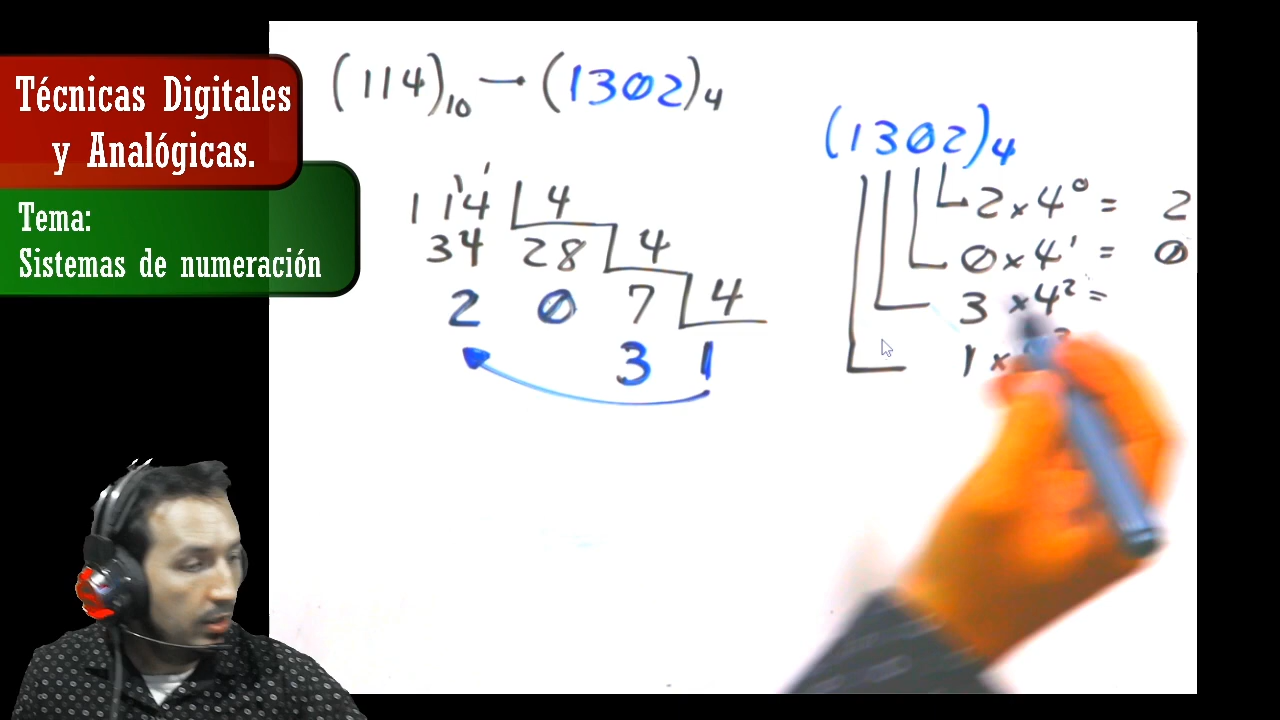 Técnicas Digitales
y Analógicas.
Tema:
Sistemas de numeración
(114)10 → (1302)4
114 4
34 28 4
2 0 7 4
3 1
(1302)4
2 x 4⁰ = 2
0 x 4¹ = 0
3 x 4² =
1 x